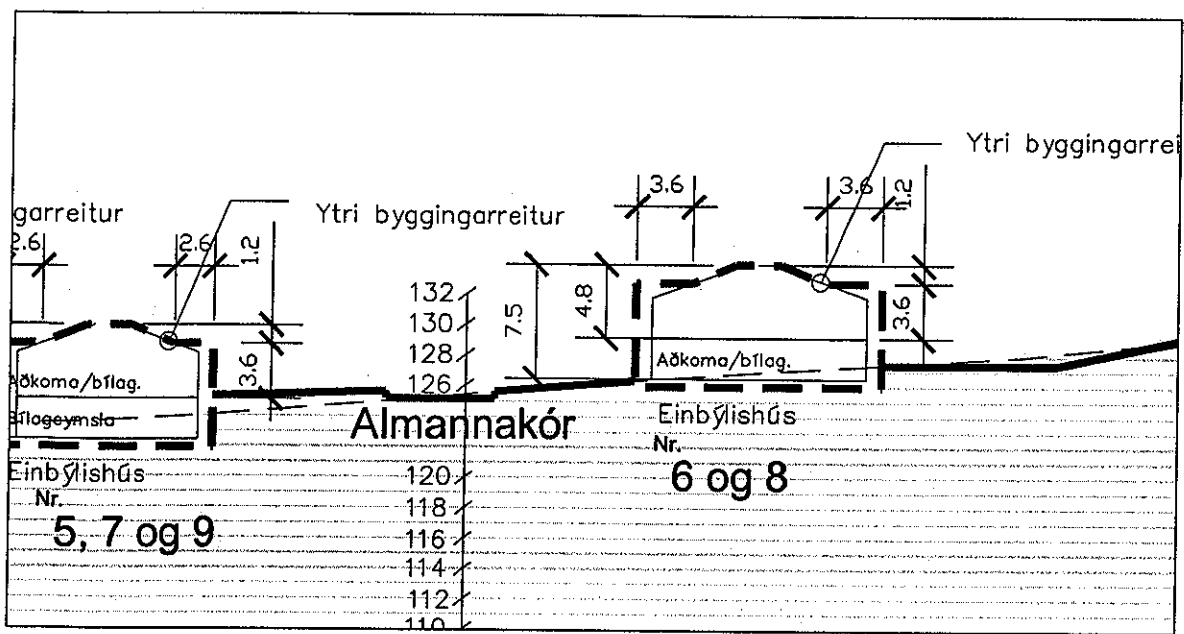 Ytri byggingarrei
3.6
3.6
1.2
garreitur
Ytri byggingarreitur
2.6
2.6
1.2
7.5
4.8
3.6
3.6
132
130
128
126
120
118
116
114
112
110
Aðkoma/bílag.
Aðkoma/bílag.
Bílageymsla
Almannakór
Einbýlishús
Nr.
6 og 8
Einbýlishús
Nr.
5, 7 og 9